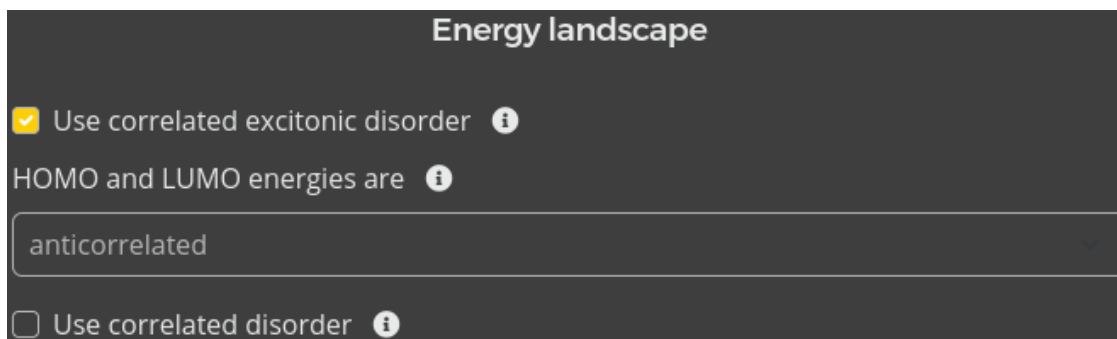 Energy landscape
Use correlated excitonic disorder
HOMO and LUMO energies are
anticorrelated
Use correlated disorder